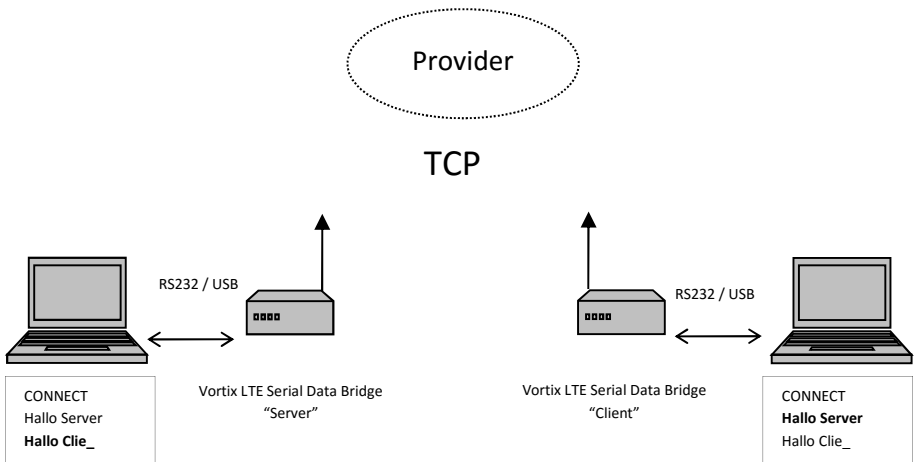 Provider
TCP
RS232 / USB
RS232 / USB
Vortix LTE Serial Data Bridge
“Server”
Vortix LTE Serial Data Bridge
“Client”
CONNECT
Hallo Server
Hallo Clie_
CONNECT
Hallo Server
Hallo Clie_